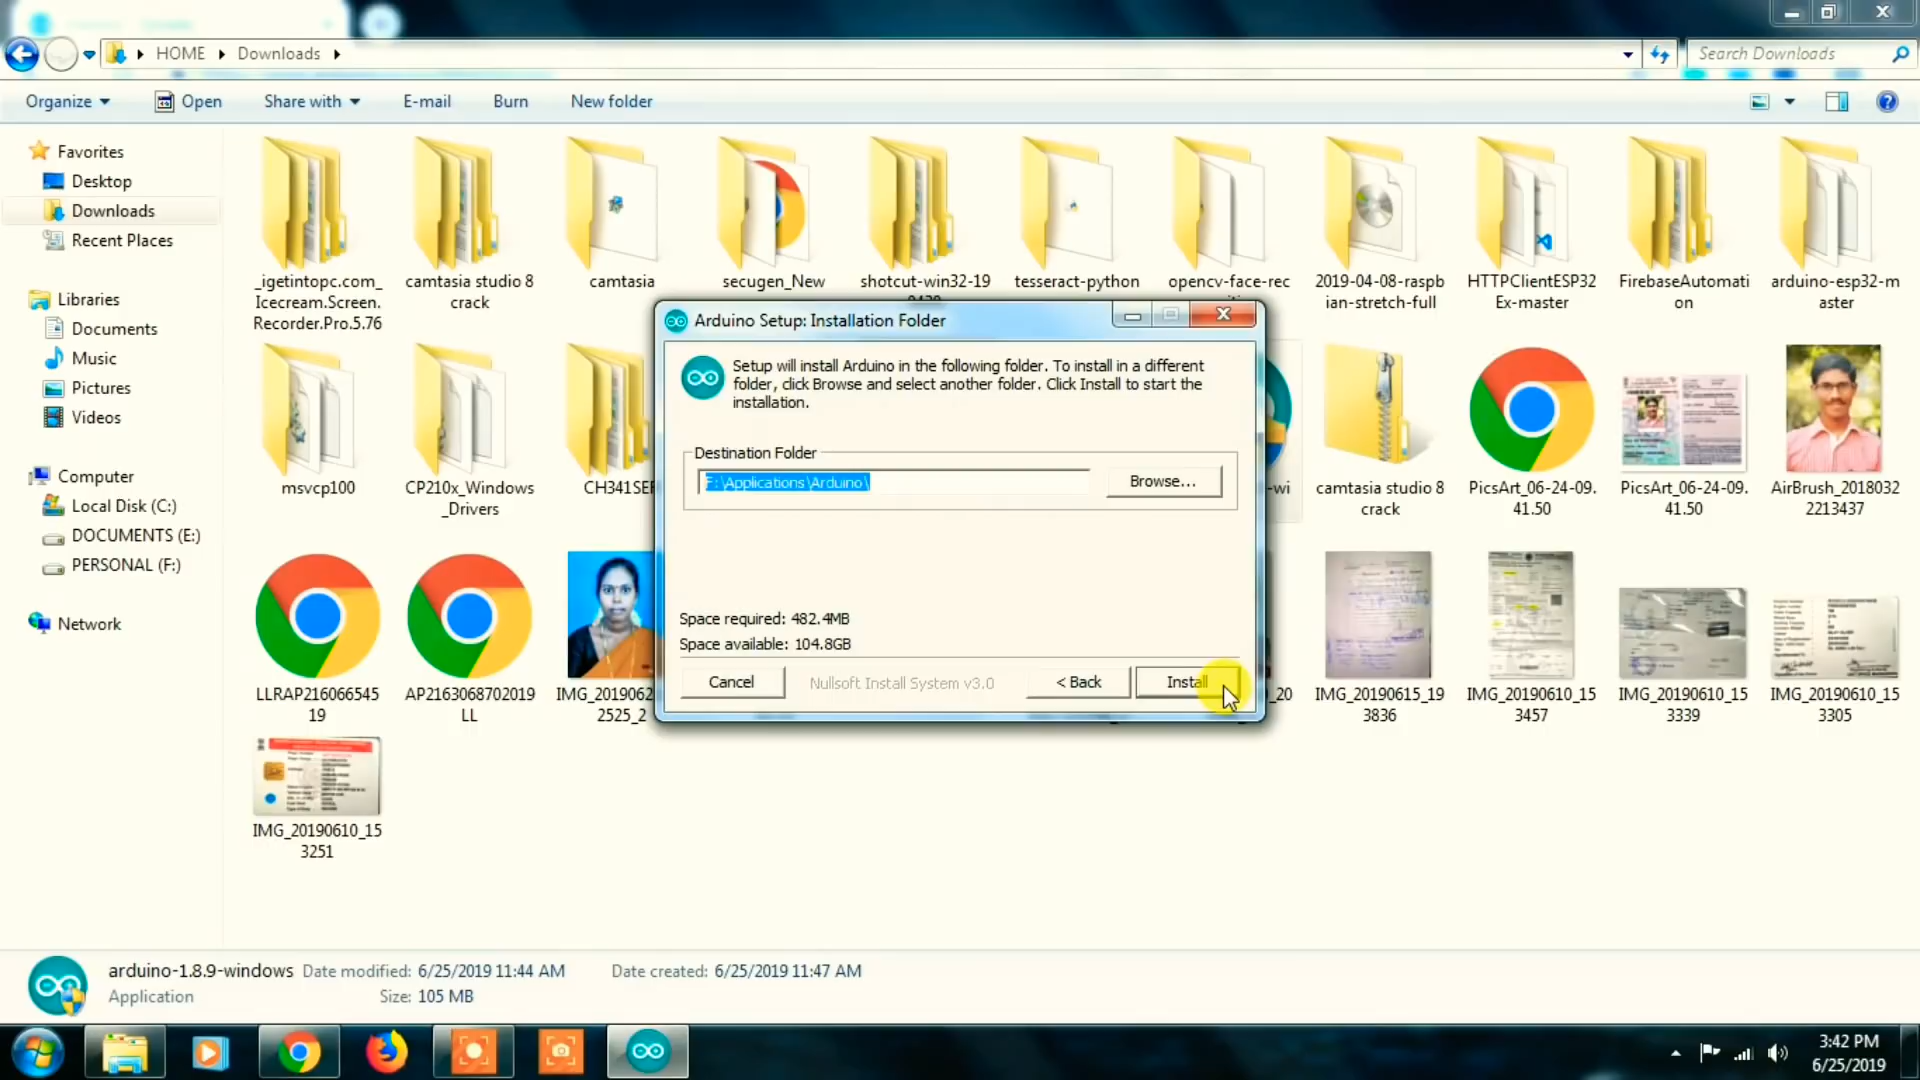 HOME
Downloads
Search Downloads
Organize
Open
Share with
E-mail
Burn
New folder
Favorites
Desktop
Downloads
Recent Places
Libraries
Documents
Music
Pictures
Videos
Computer
Local Disk (C:)
DOCUMENTS (E:)
PERSONAL (F:)
Network
_igetintopc.com_
Icecream.Screen.
Recorder.Pro.5.76
camtasia studio 8
crack
camtasia
secugen_New
shotcut-win32-19
tesseract-python
opencv-face-rec
2019-04-08-raspb
ian-stretch-full
HTTPClientESP32
Ex-master
FirebaseAutomati
on
arduino-esp32-m
aster
msvcp100
CP210x_Windows
_Drivers
CH341SER
camtasia studio 8
crack
PicsArt_06-24-09.
41.50
PicsArt_06-24-09.
41.50
AirBrush_2018032
2213437
LLRAP216066545
19
AP2163068702019
LL
IMG_2019062
2525_2
IMG_20190615_19
3836
IMG_20190610_15
3457
IMG_20190610_15
3339
IMG_20190610_15
3305
IMG_20190610_15
3251
Arduino Setup: Installation Folder
Setup will install Arduino in the following folder. To install in a different
folder, click Browse and select another folder. Click Install to start the
installation.
Destination Folder
F:\Applications\Arduino\
Browse...
Space required: 482.4MB
Space available: 104.8GB
Cancel
Nullsoft Install System v3.0
< Back
Install
arduino-1.8.9-windows
Date modified: 6/25/2019 11:44 AM
Date created: 6/25/2019 11:47 AM
Application
Size: 105 MB
3:42 PM
6/25/2019